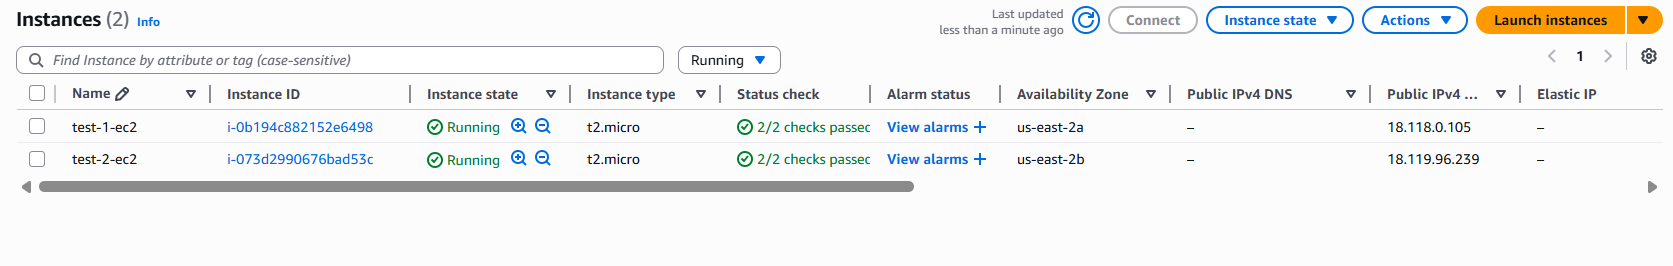 Instances (2) Info
Last updated
less than a minute ago
Connect
Instance state
Actions
Launch instances
Find Instance by attribute or tag (case-sensitive)
Running
1
Name Instance ID Instance state Instance type Status check Alarm status Availability Zone Public IPv4 DNS Public IPv4 ... Elastic IP
test-1-ec2 i-0b194c882152e6498 Running t2.micro 2/2 checks passec View alarms + us-east-2a – 18.118.0.105 –
test-2-ec2 i-073d2990676bad53c Running t2.micro 2/2 checks passec View alarms + us-east-2b – 18.119.96.239 –